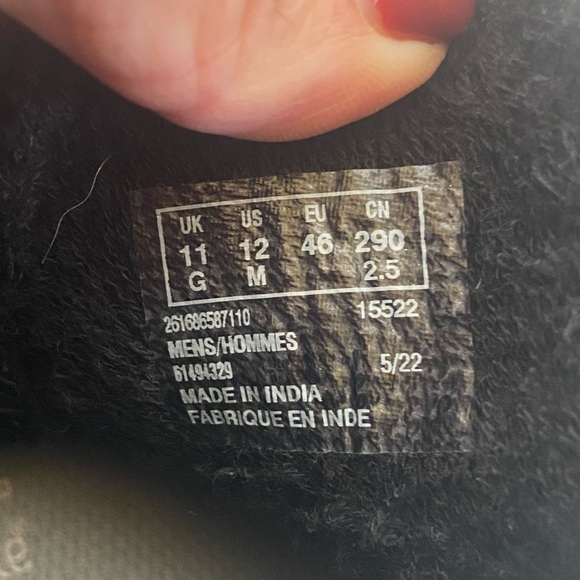 UK US EU CN
11 12 46 290
G M 2.5
261686587110 15522
MENS/HOMMES
61494329 5/22
MADE IN INDIA
FABRIQUE EN INDE